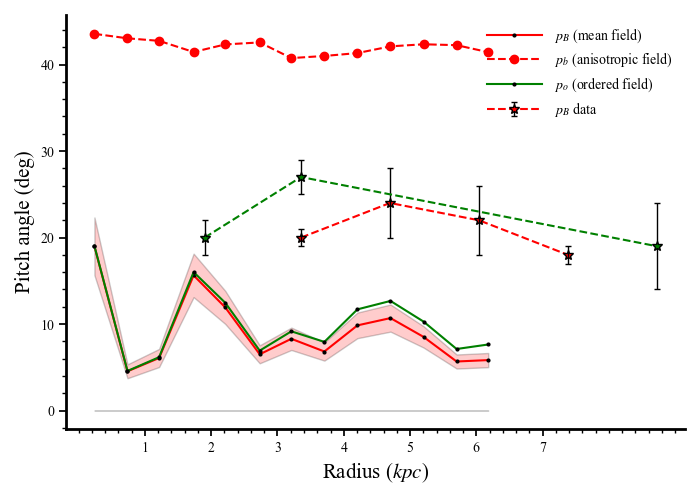 p_B (mean field)
p_b (anisotropic field)
p_o (ordered field)
p_B data
Pitch angle (deg)
40
30
20
10
0
1 2 3 4 5 6 7
Radius (kpc)